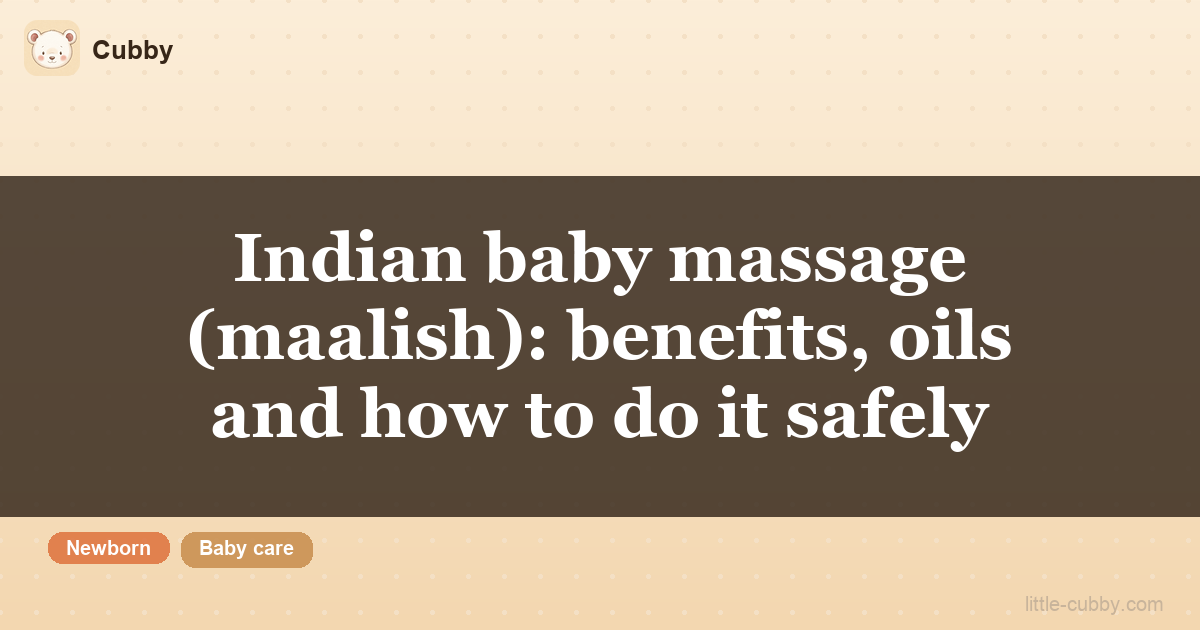 Cubby
Indian baby massage
(maalish): benefits, oils
and how to do it safely
Newborn
Baby care
little-cubby.com